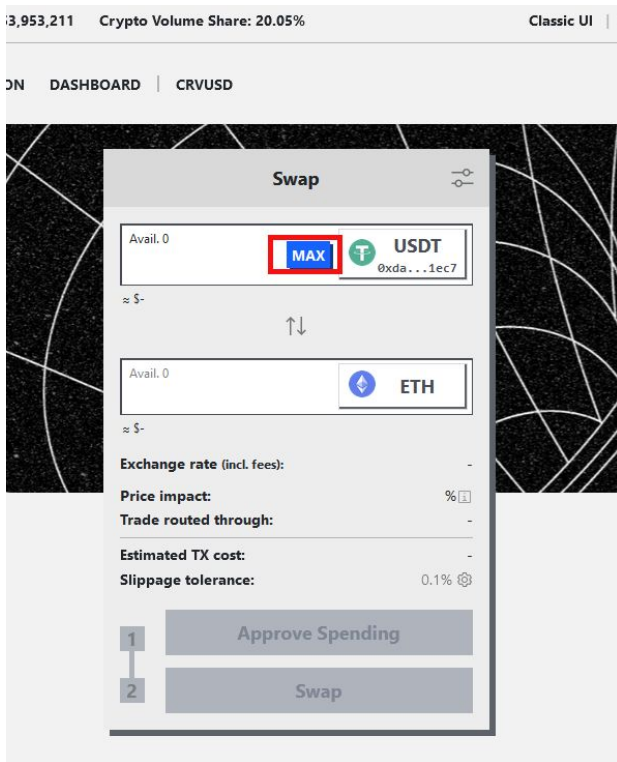 3,953,211 Crypto Volume Share: 20.05% Classic UI
ON DASHBOARD CRVUSD
Swap
Avail. 0
MAX
USDT
0xda...1ec7
≈ $-
Avail. 0
ETH
≈ $-
Exchange rate (incl. fees): -
Price impact: %
Trade routed through: -
Estimated TX cost: -
Slippage tolerance: 0.1%
1 Approve Spending
2 Swap